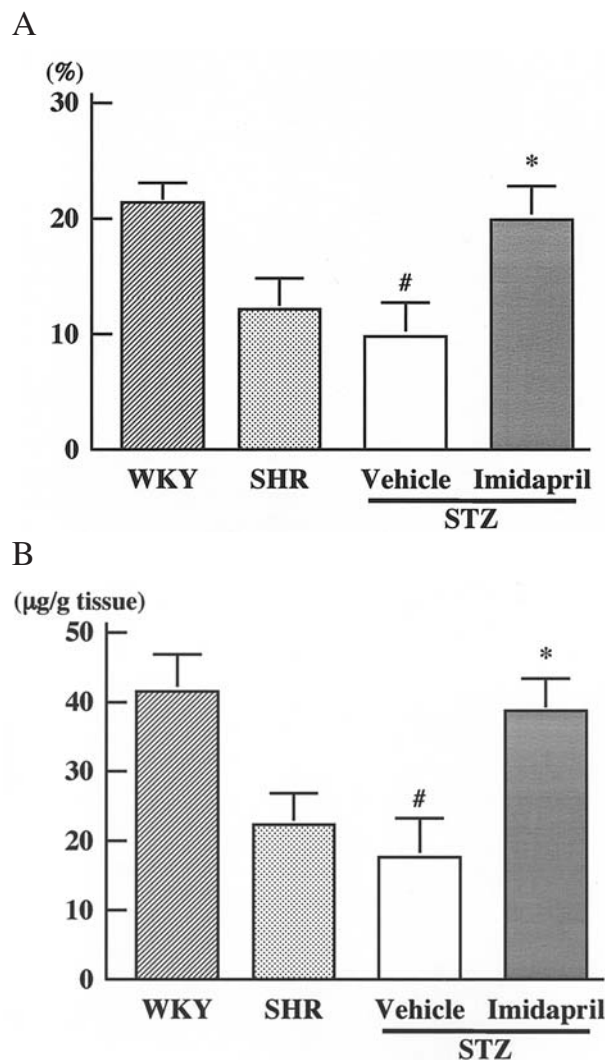 A
(%)
30
20
10
0
#
*
WKY SHR Vehicle Imidapril
STZ
B
(µg/g tissue)
50
40
30
20
10
0
#
*
WKY SHR Vehicle Imidapril
STZ